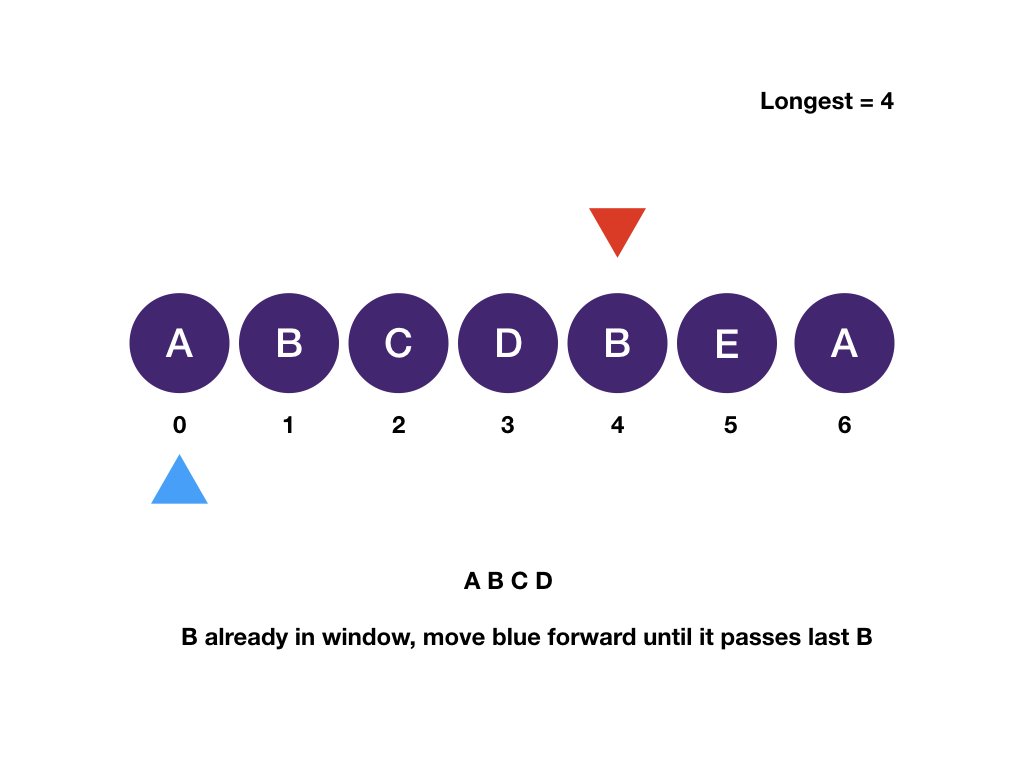 Longest = 4
A B C D B E A
0 1 2 3 4 5 6
A B C D
B already in window, move blue forward until it passes last B